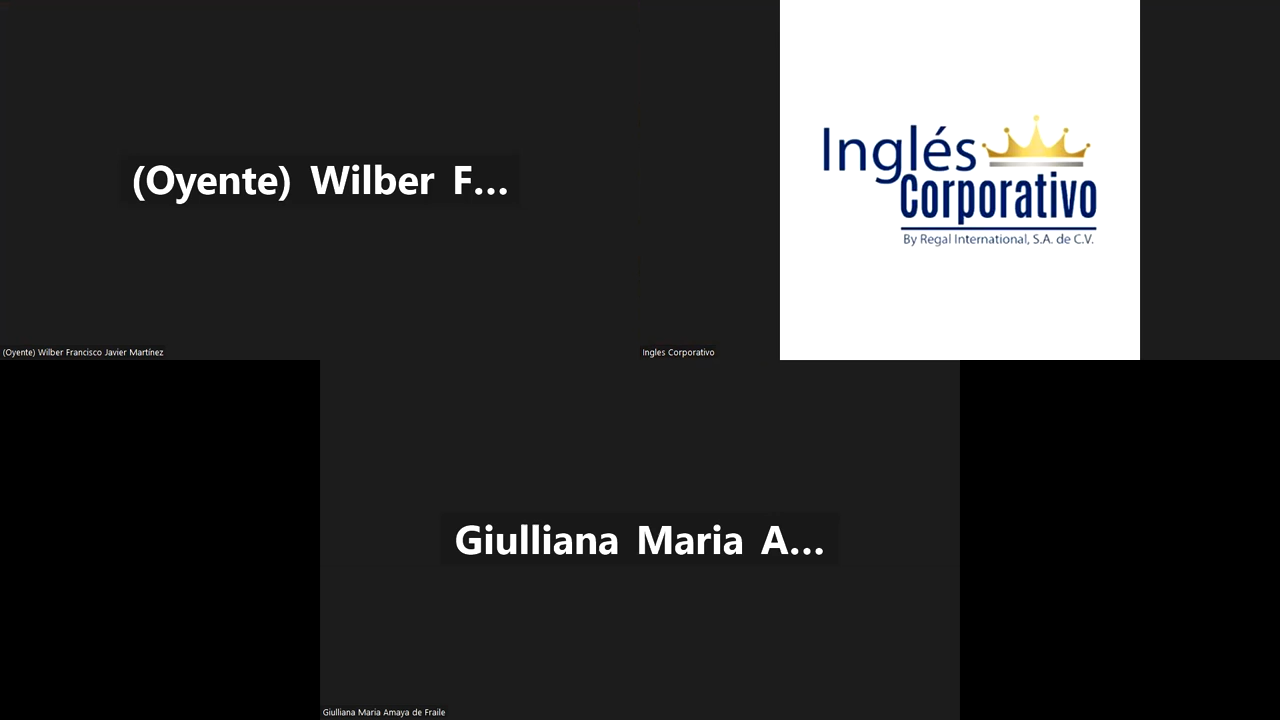 (Oyente) Wilber F...
Inglés
Corporativo
By Regal International, S.A. de C.V.
(Oyente) Wilber Francisco Javier Martínez
Ingles Corporativo
Giulliana Maria A...
Giulliana Maria Amaya de Fraile